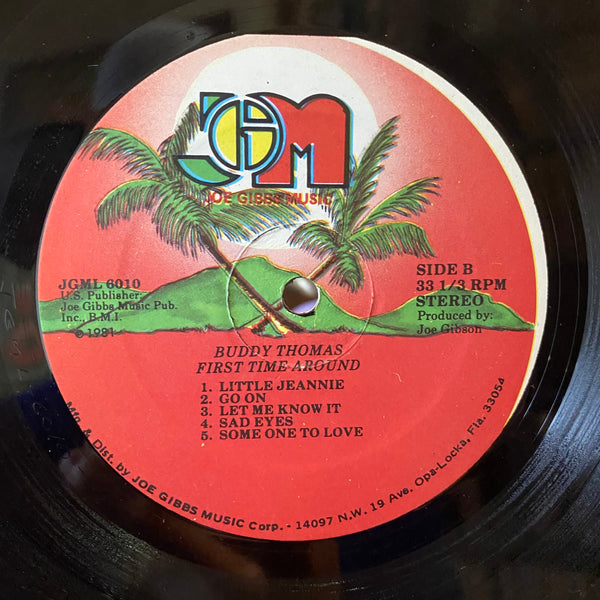 JGM
JOE GIBBS MUSIC
JGML 6010
U.S. Publisher:
Joe Gibbs Music Pub.
Inc., B.M.I.
© 1981
SIDE B
33 1/3 RPM
STEREO
Produced by:
Joe Gibson
BUDDY THOMAS
FIRST TIME AROUND
1. LITTLE JEANNIE
2. GO ON
3. LET ME KNOW IT
4. SAD EYES
5. SOME ONE TO LOVE
Mfg. & Dist. by JOE GIBBS MUSIC Corp. - 14097 N.W. 19 Ave. Opa-Locka, Fla. 33054